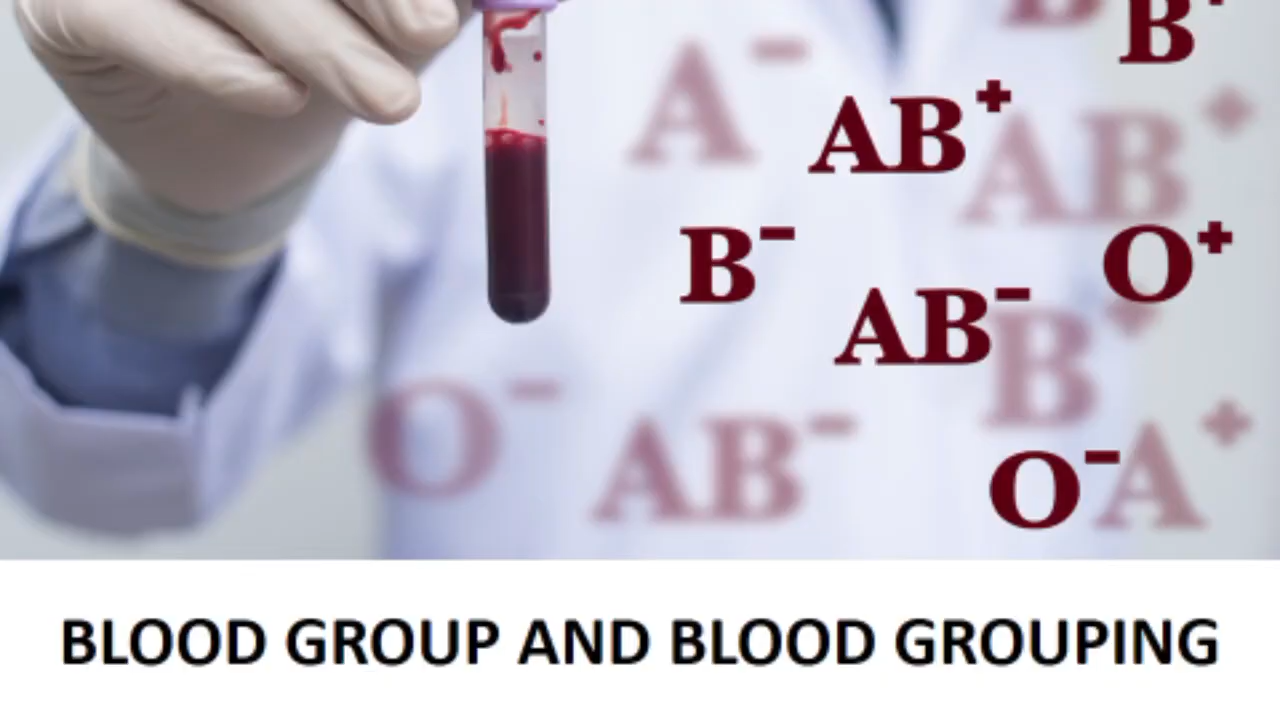 B
B+
A-
AB+
AB+
B-
O+
AB-
B+
O-
AB-
A+
O-
BLOOD GROUP AND BLOOD GROUPING